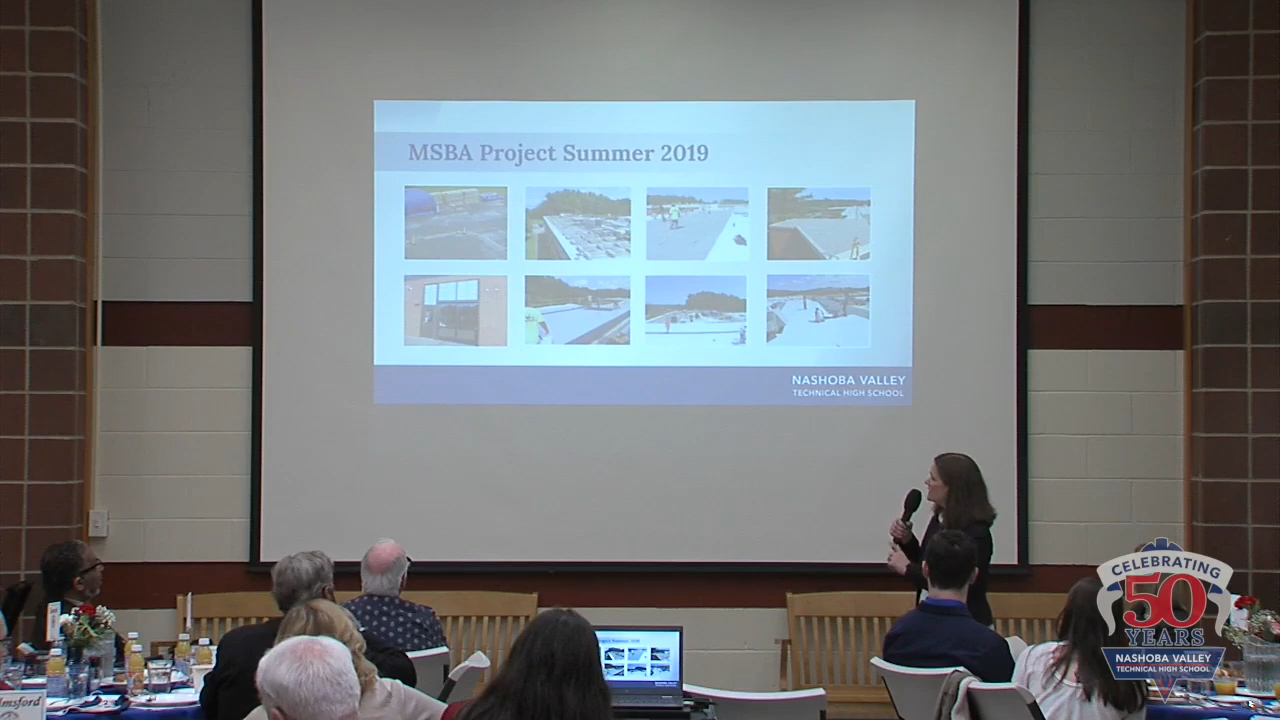 MSBA Project Summer 2019
NASHOBA VALLEY
TECHNICAL HIGH SCHOOL
CELEBRATING
50
YEARS
NASHOBA VALLEY
TECHNICAL HIGH SCHOOL